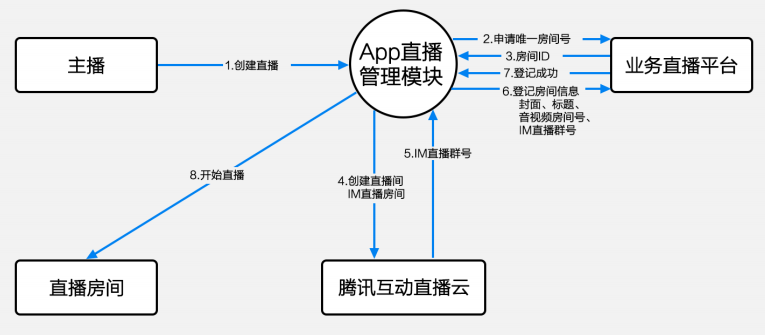 主播
1.创建直播
App直播
管理模块
2.申请唯一房间号
3.房间ID
7.登记成功
6.登记房间信息
封面、标题、
音视频房间号、
IM直播群号
业务直播平台
8.开始直播
4.创建直播间
IM直播房间
5.IM直播群号
直播房间
腾讯互动直播云